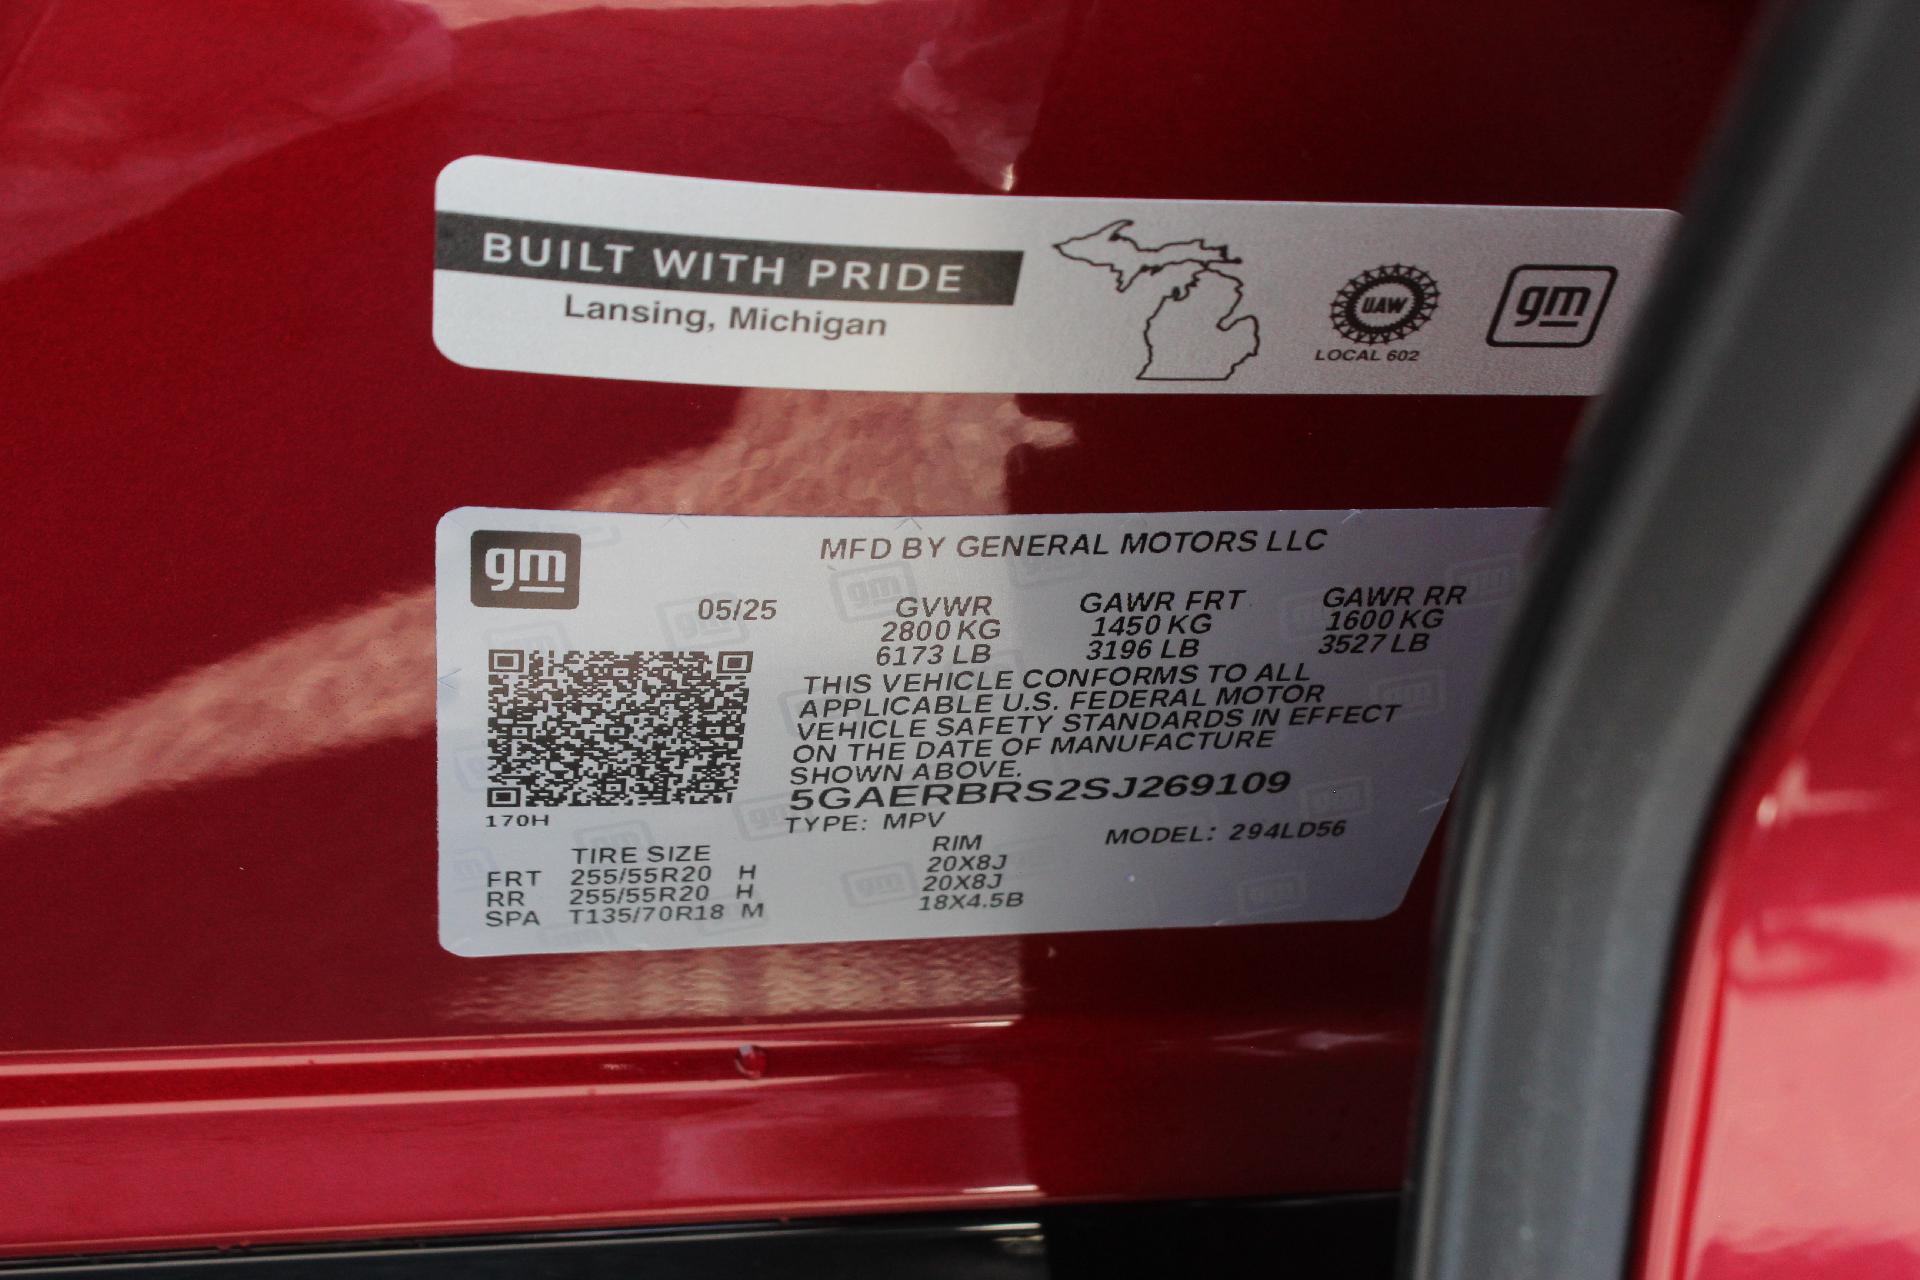 BUILT WITH PRIDE
Lansing, Michigan
UAW
LOCAL 602
gm
gm
MFD BY GENERAL MOTORS LLC
05/25 GVWR GAWR FRT GAWR RR
2800 KG 1450 KG 1600 KG
6173 LB 3196 LB 3527 LB
THIS VEHICLE CONFORMS TO ALL
APPLICABLE U.S. FEDERAL MOTOR
VEHICLE SAFETY STANDARDS IN EFFECT
ON THE DATE OF MANUFACTURE
SHOWN ABOVE.
5GAERBRS2SJ269109
170H
TYPE: MPV MODEL: 294LD56
TIRE SIZE RIM
FRT 255/55R20 H 20X8J
RR 255/55R20 H 20X8J
SPA T135/70R18 M 18X4.5B